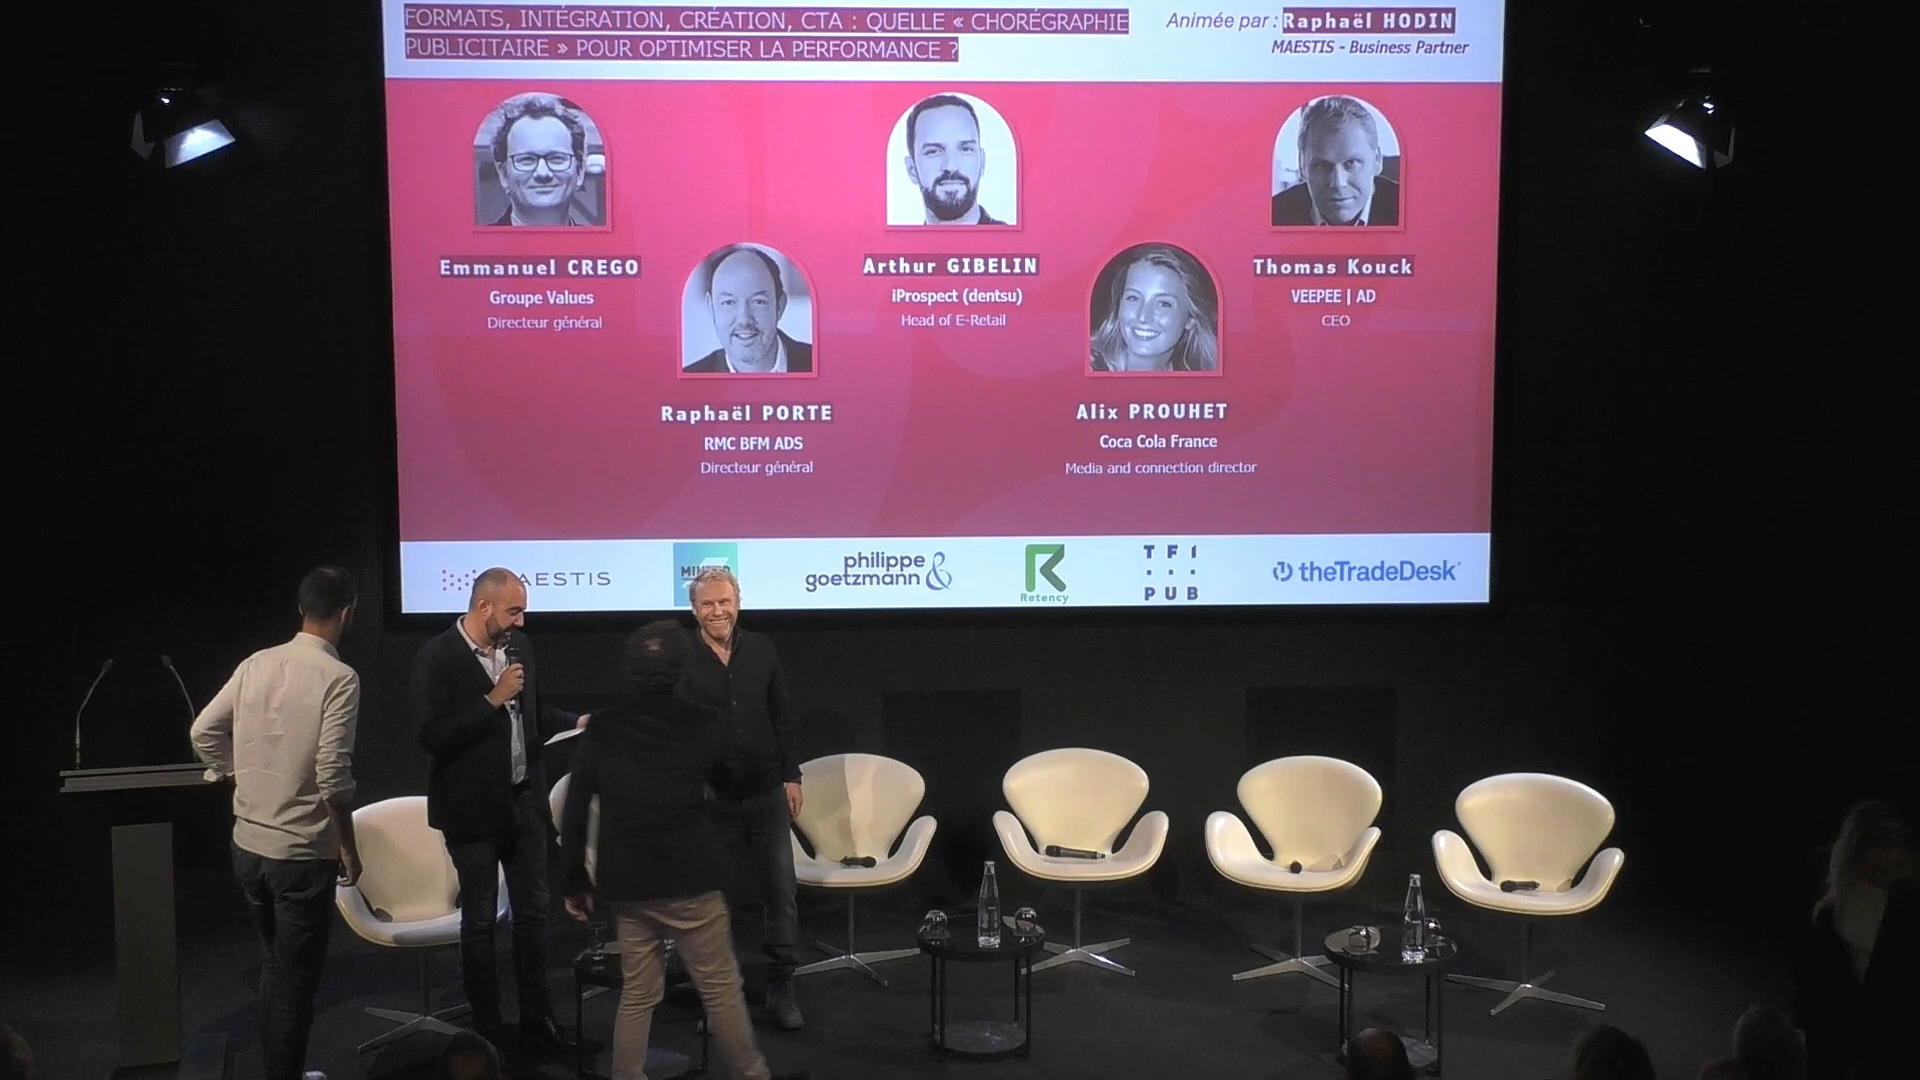 FORMATS, INTÉGRATION, CRÉATION, CTA : QUELLE « CHORÉGRAPHIE
PUBLICITAIRE » POUR OPTIMISER LA PERFORMANCE ?
Animée par : Raphaël HODIN
MAESTIS - Business Partner
Emmanuel CREGO
Groupe Values
Directeur général
Arthur GIBELIN
iProspect (dentsu)
Head of E-Retail
Thomas Kouck
VEEPEE | AD
CEO
Raphaël PORTE
RMC BFM ADS
Directeur général
Alix PROUHET
Coca Cola France
Media and connection director
AESTIS
philippe
goetzmann &
Retency
TF1
PUB
theTradeDesk